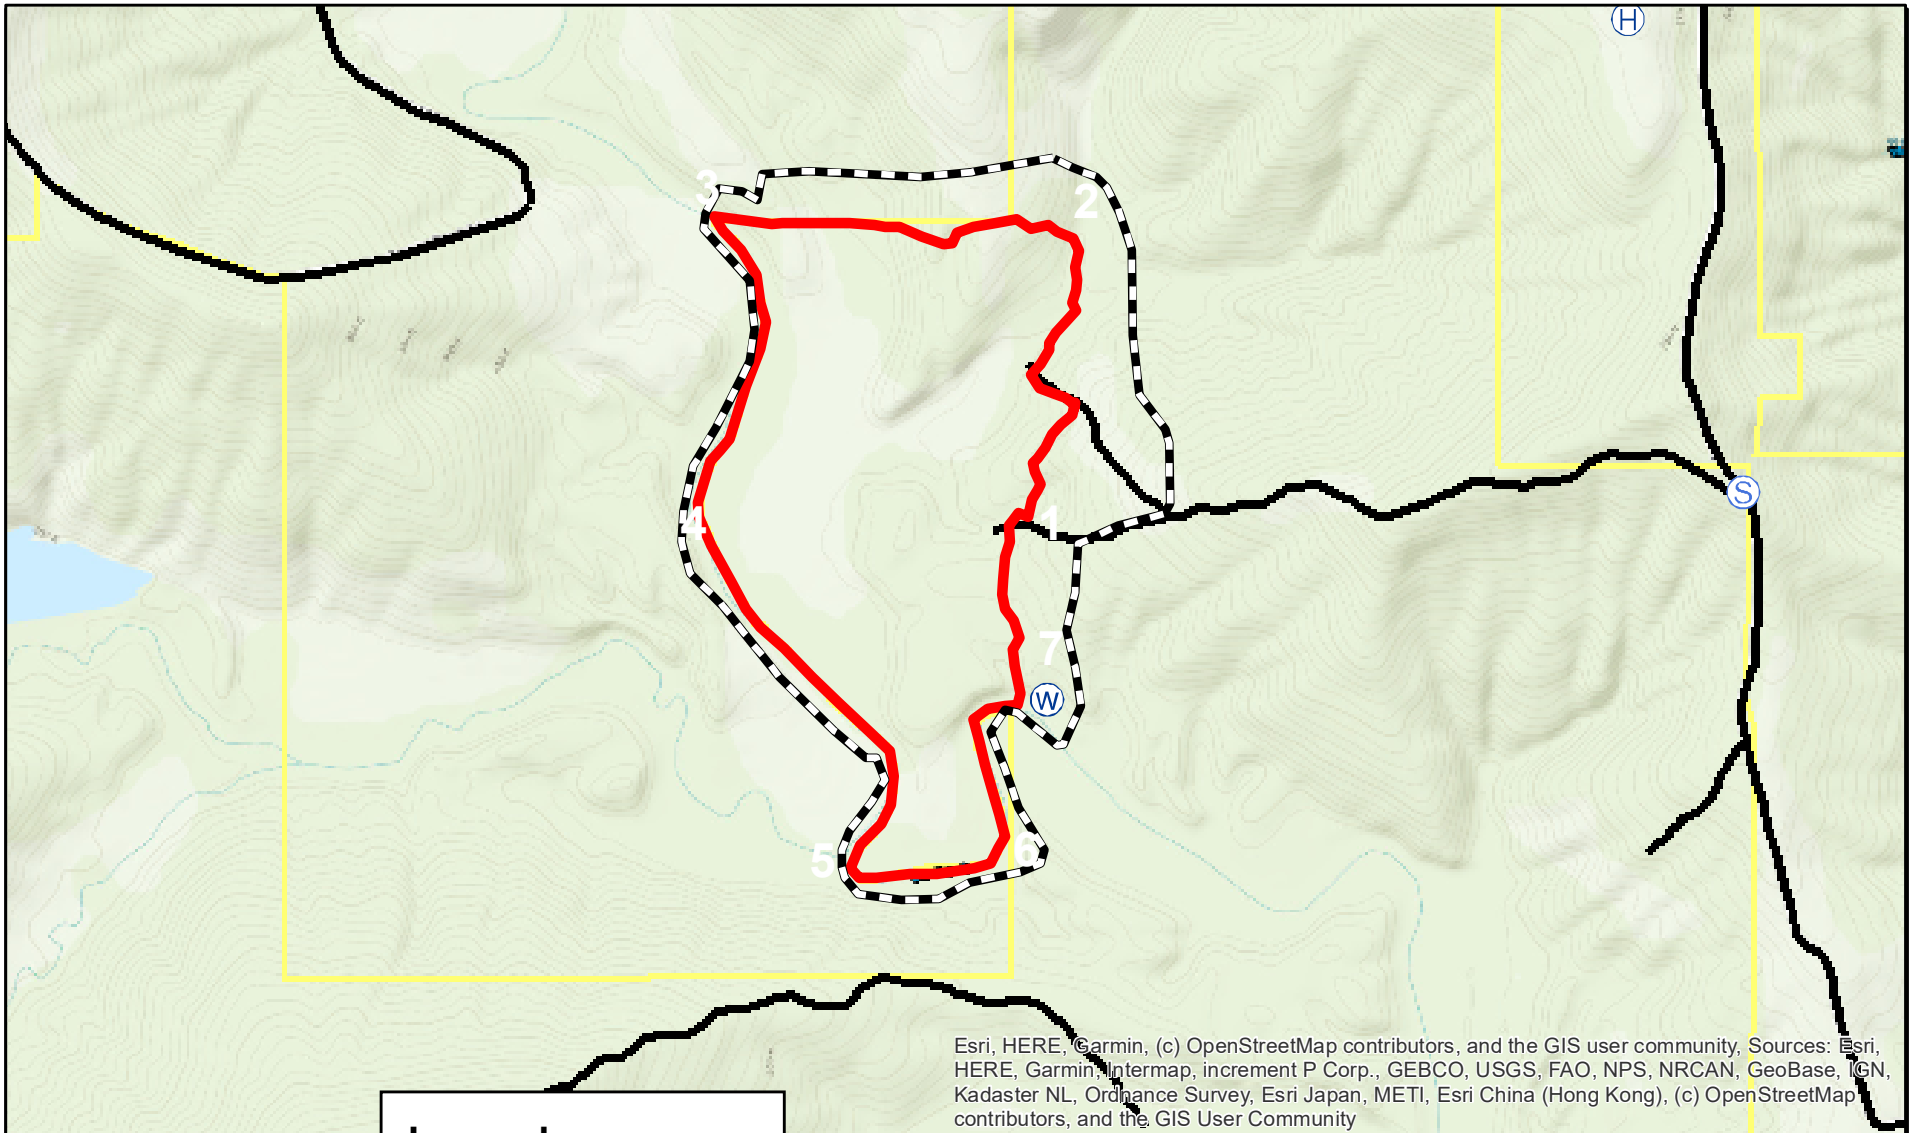 H
3
2
S
4
1
7
W
5
6
Esri, HERE, Garmin, (c) OpenStreetMap contributors, and the GIS user community, Sources: Esri,
HERE, Garmin, Intermap, increment P Corp., GEBCO, USGS, FAO, NPS, NRCAN, GeoBase, IGN,
Kadaster NL, Ordnance Survey, Esri Japan, METI, Esri China (Hong Kong), (c) OpenStreetMap
contributors, and the GIS User Community